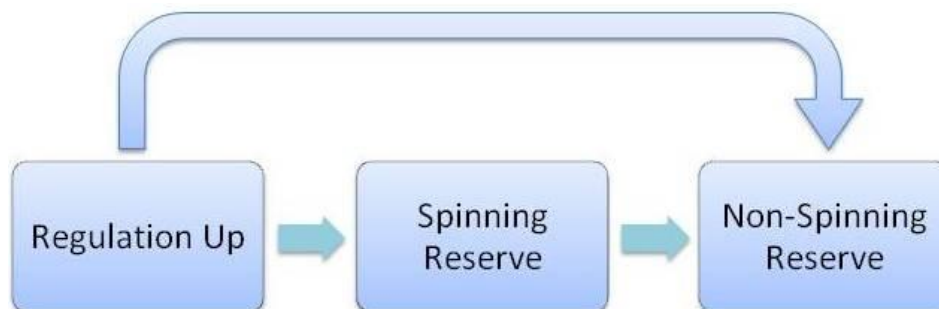 Regulation Up
Spinning
Reserve
Non-Spinning
Reserve